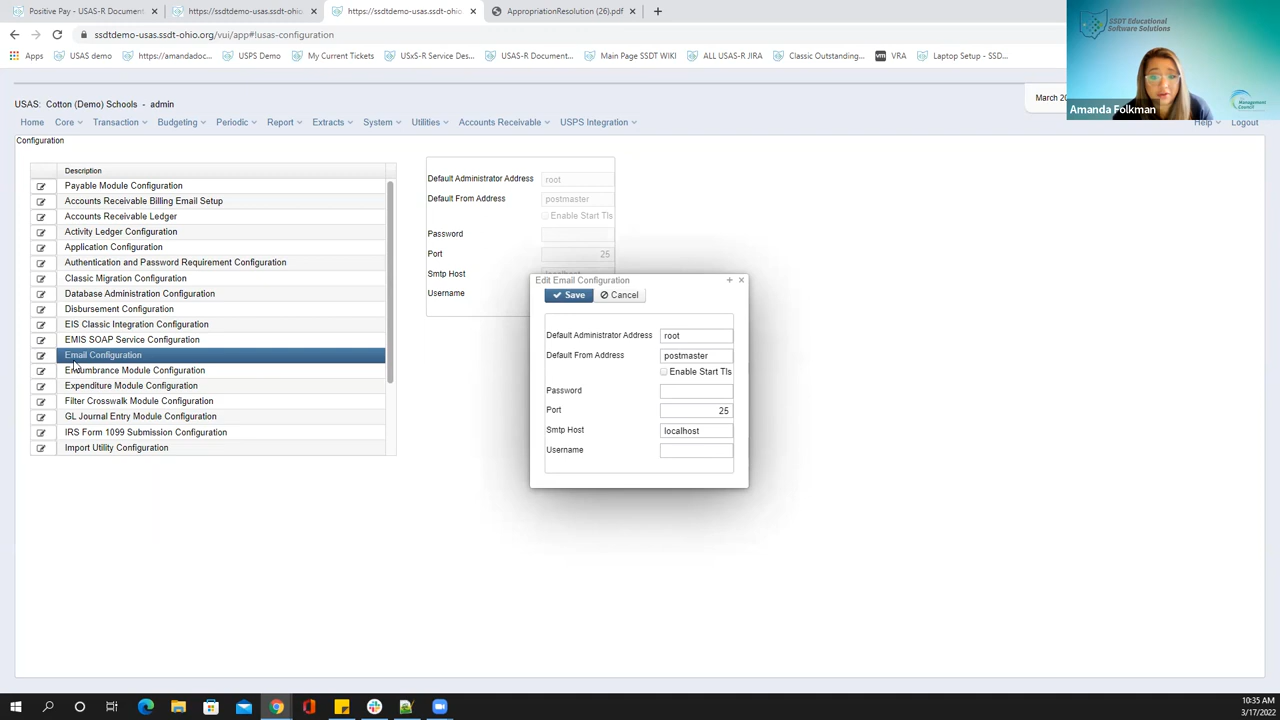 Positive Pay - USAS-R Document
https://ssdtdemo-usas.ssdt-ohio
https://ssdtdemo-usas.ssdt-ohio
AppropriationResolution (26).pdf
ssdtdemo-usas.ssdt-ohio.org/vui/app#!usas-configuration
Apps
USAS demo
https://amandadoc...
USPS Demo
My Current Tickets
USxS-R Service Des...
USAS-R Document...
Main Page SSDT WIKI
ALL USAS-R JIRA
Classic Outstanding...
vm VRA
Laptop Setup - SSD...
SSDT Educational
Software Solutions
Management
Council
Amanda Folkman
USAS: Cotton (Demo) Schools - admin
March 20
Home Core Transaction Budgeting Periodic Report Extracts System Utilities Accounts Receivable USPS Integration Help Logout
Configuration
Description
Payable Module Configuration
Accounts Receivable Billing Email Setup
Accounts Receivable Ledger
Activity Ledger Configuration
Application Configuration
Authentication and Password Requirement Configuration
Classic Migration Configuration
Database Administration Configuration
Disbursement Configuration
EIS Classic Integration Configuration
EMIS SOAP Service Configuration
Email Configuration
Encumbrance Module Configuration
Expenditure Module Configuration
Filter Crosswalk Module Configuration
GL Journal Entry Module Configuration
IRS Form 1099 Submission Configuration
Import Utility Configuration
Default Administrator Address root
Default From Address postmaster
Enable Start Tls
Password
Port 25
Smtp Host localhost
Username
Edit Email Configuration
Save Cancel
Default Administrator Address root
Default From Address postmaster
Enable Start Tls
Password
Port 25
Smtp Host localhost
Username
10:35 AM
3/17/2022